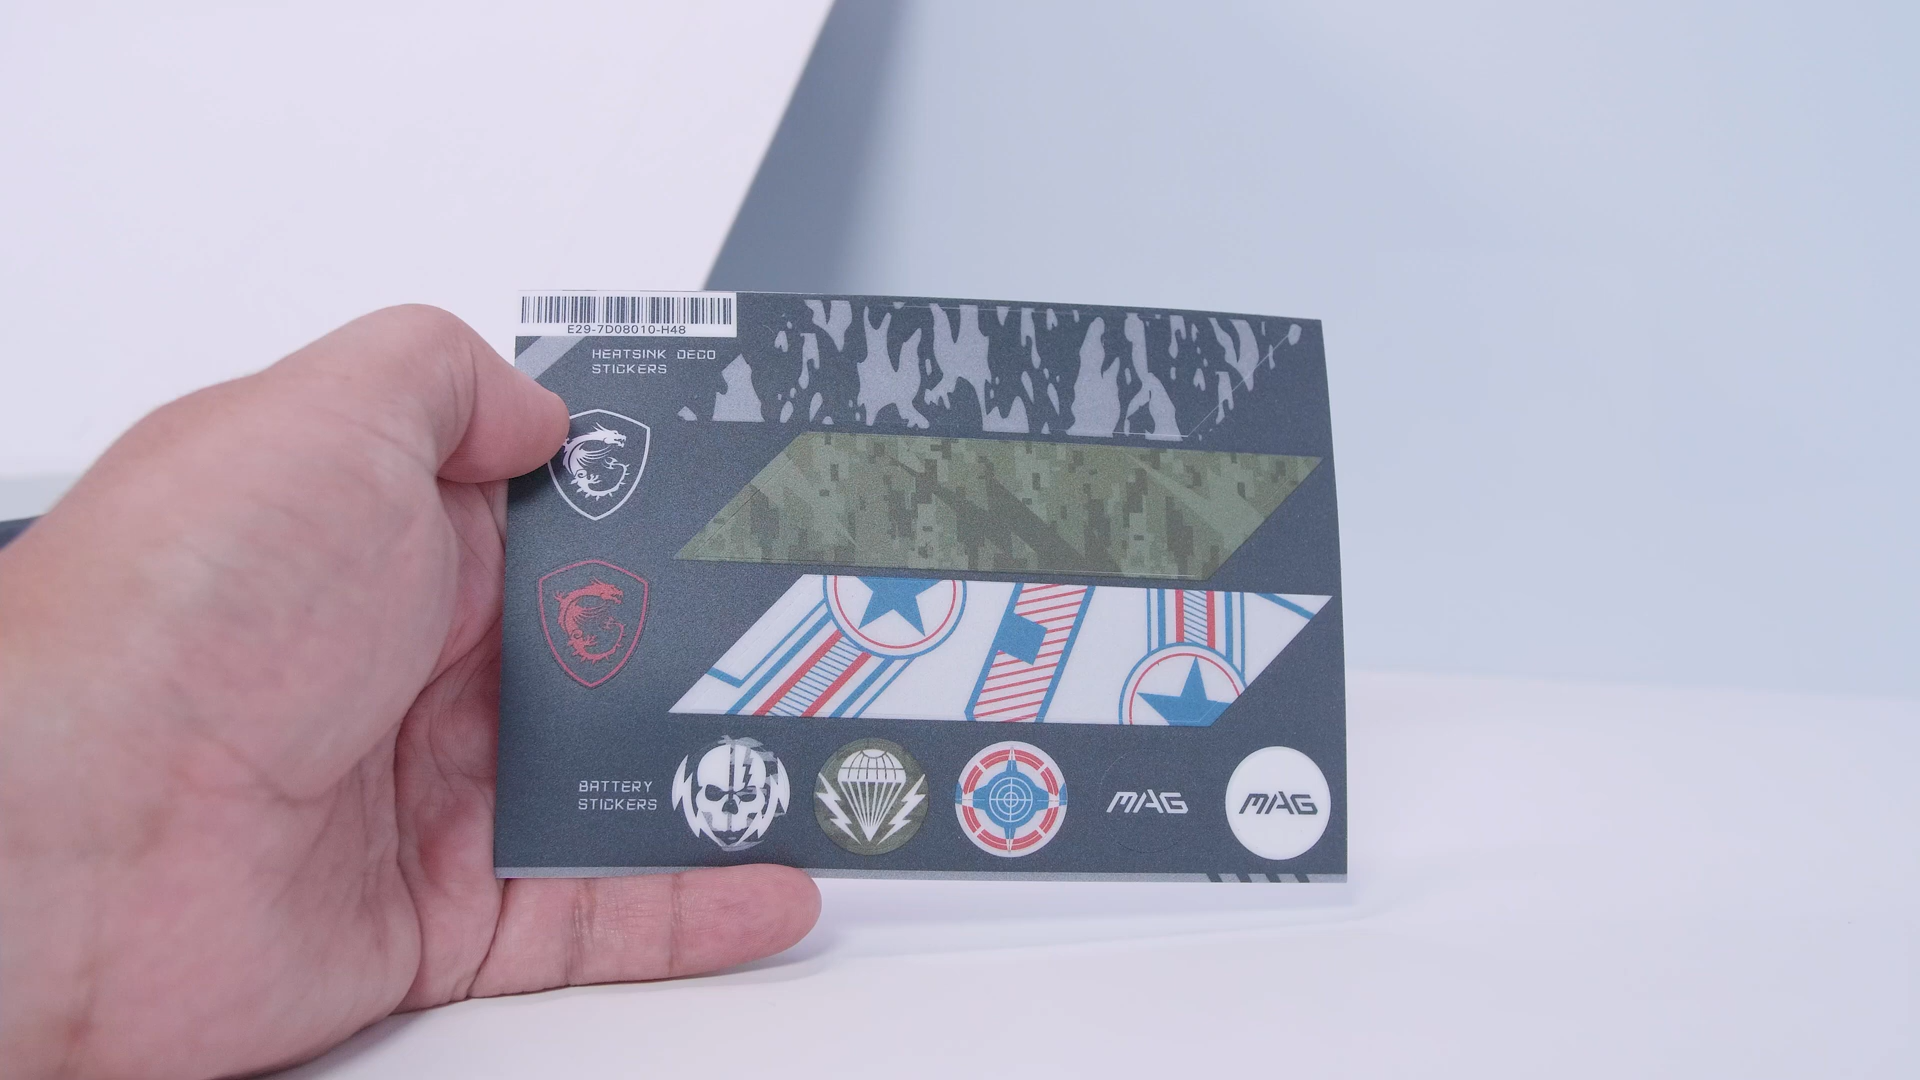 E29-7D08010-H48
HEATSINK DECO
STICKERS
BATTERY
STICKERS
MAG
MAG